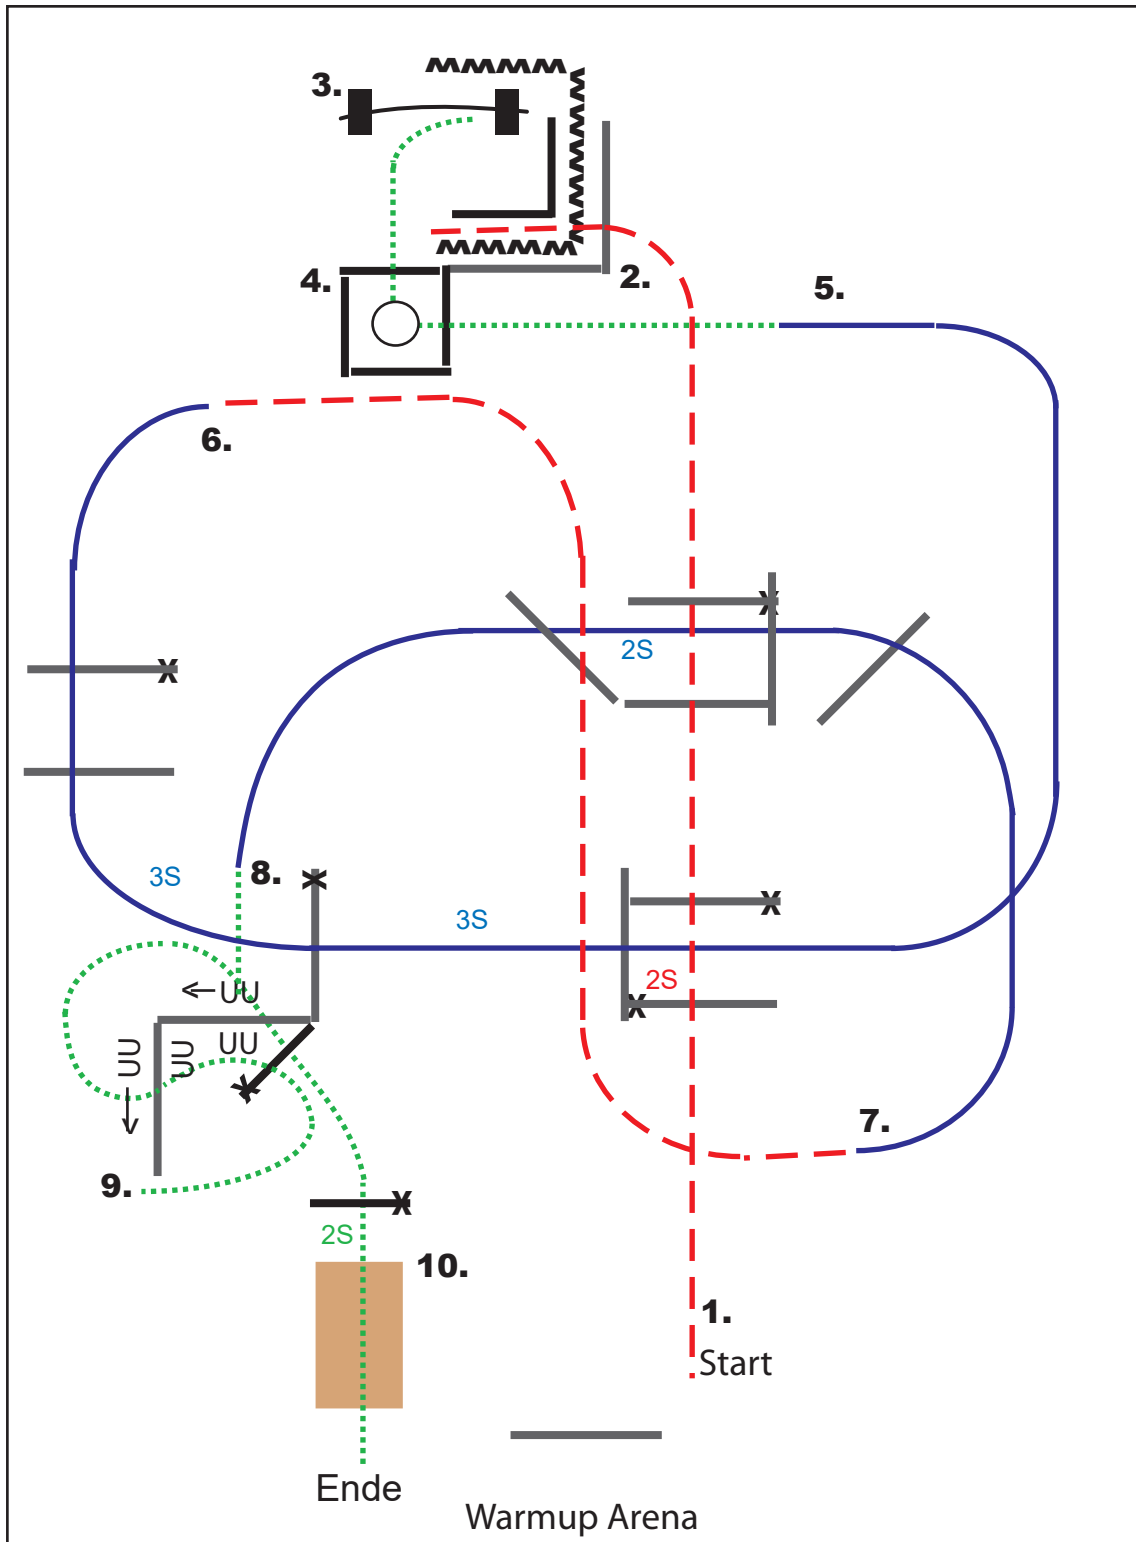 3.
2.
4.
5.
6.
2S
8.
3S
3S
2S
UU
UU
UU
UU
7.
9.
2S
10.
1.
Start
Ende
Warmup Arena